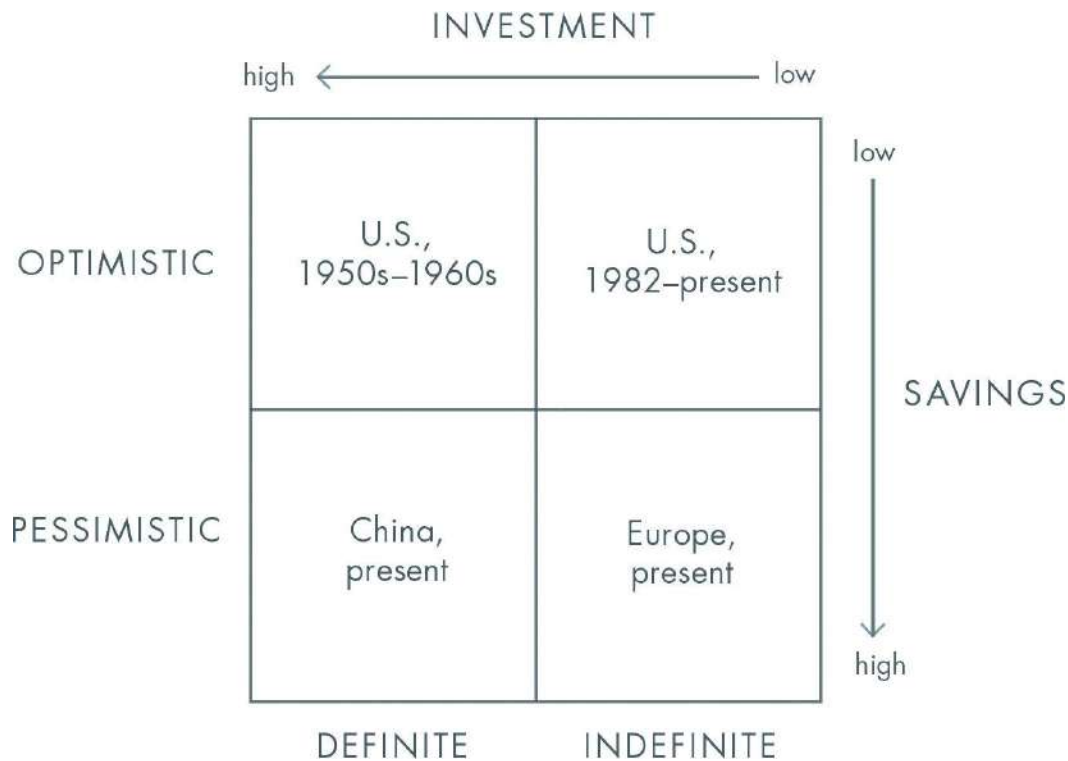 INVESTMENT
high
low
low
OPTIMISTIC
U.S.,
1950s–1960s
U.S.,
1982–present
SAVINGS
PESSIMISTIC
China,
present
Europe,
present
high
DEFINITE
INDEFINITE